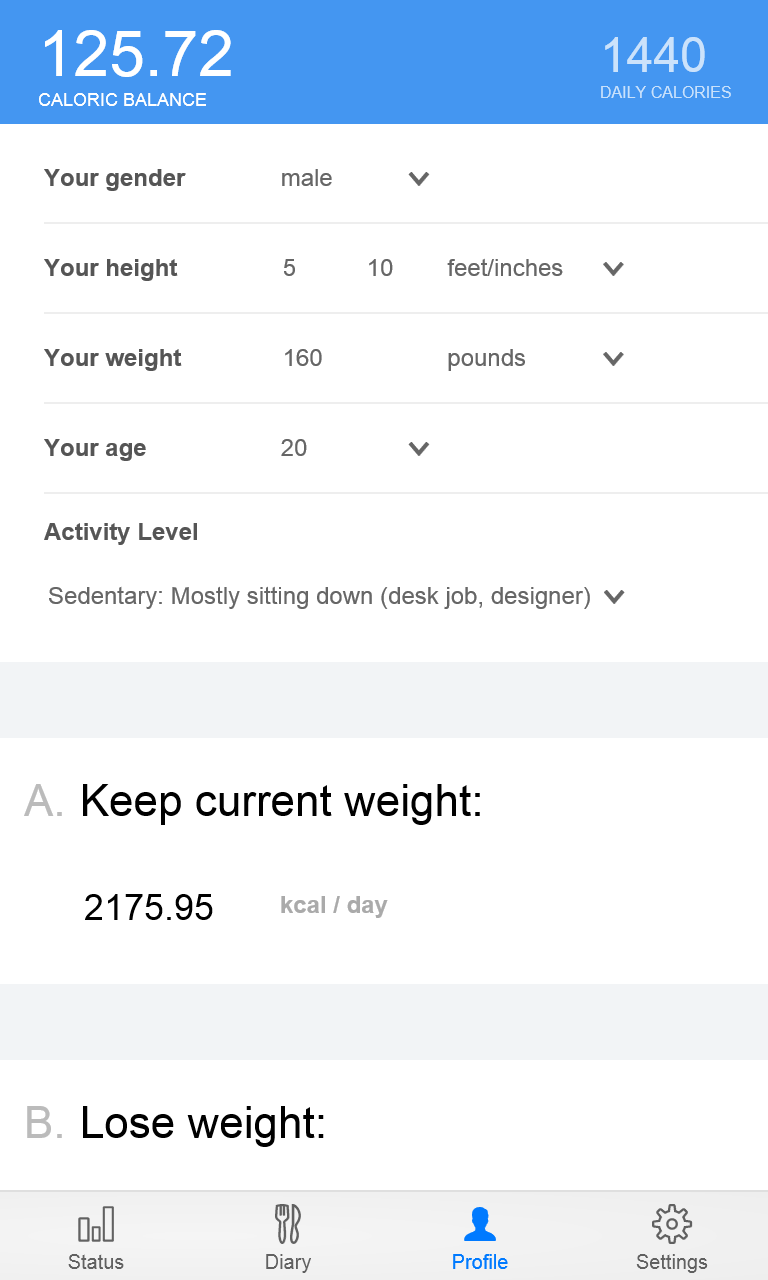 125.72 1440
CALORIC BALANCE DAILY CALORIES
Your gender male
Your height 5 10 feet/inches
Your weight 160 pounds
Your age 20
Activity Level
Sedentary: Mostly sitting down (desk job, designer)
A. Keep current weight:
2175.95 kcal / day
B. Lose weight:
Status Diary Profile Settings